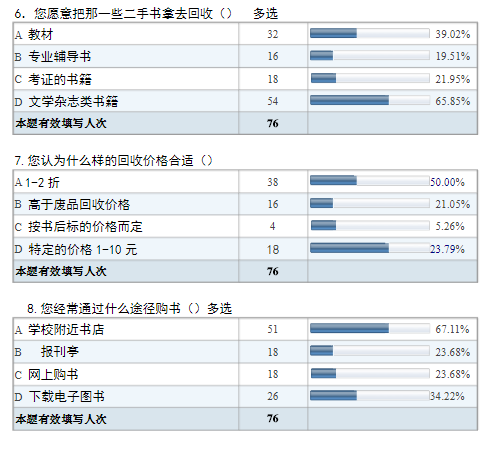 6. 您愿意把那一些二手书拿去回收（） 多选
A 教材 32 39.02%
B 专业辅导书 16 19.51%
C 考证的书籍 18 21.95%
D 文学杂志类书籍 54 65.85%
本题有效填写人次 76
7. 您认为什么样的回收价格合适（）
A 1-2 折 38 50.00%
B 高于废品回收价格 16 21.05%
C 按书后标的价格而定 4 5.26%
D 特定的价格 1-10 元 18 23.79%
本题有效填写人次 76
8. 您经常通过什么途径购书（）多选
A 学校附近书店 51 67.11%
B 报刊亭 18 23.68%
C 网上购书 18 23.68%
D 下载电子图书 26 34.22%
本题有效填写人次 76